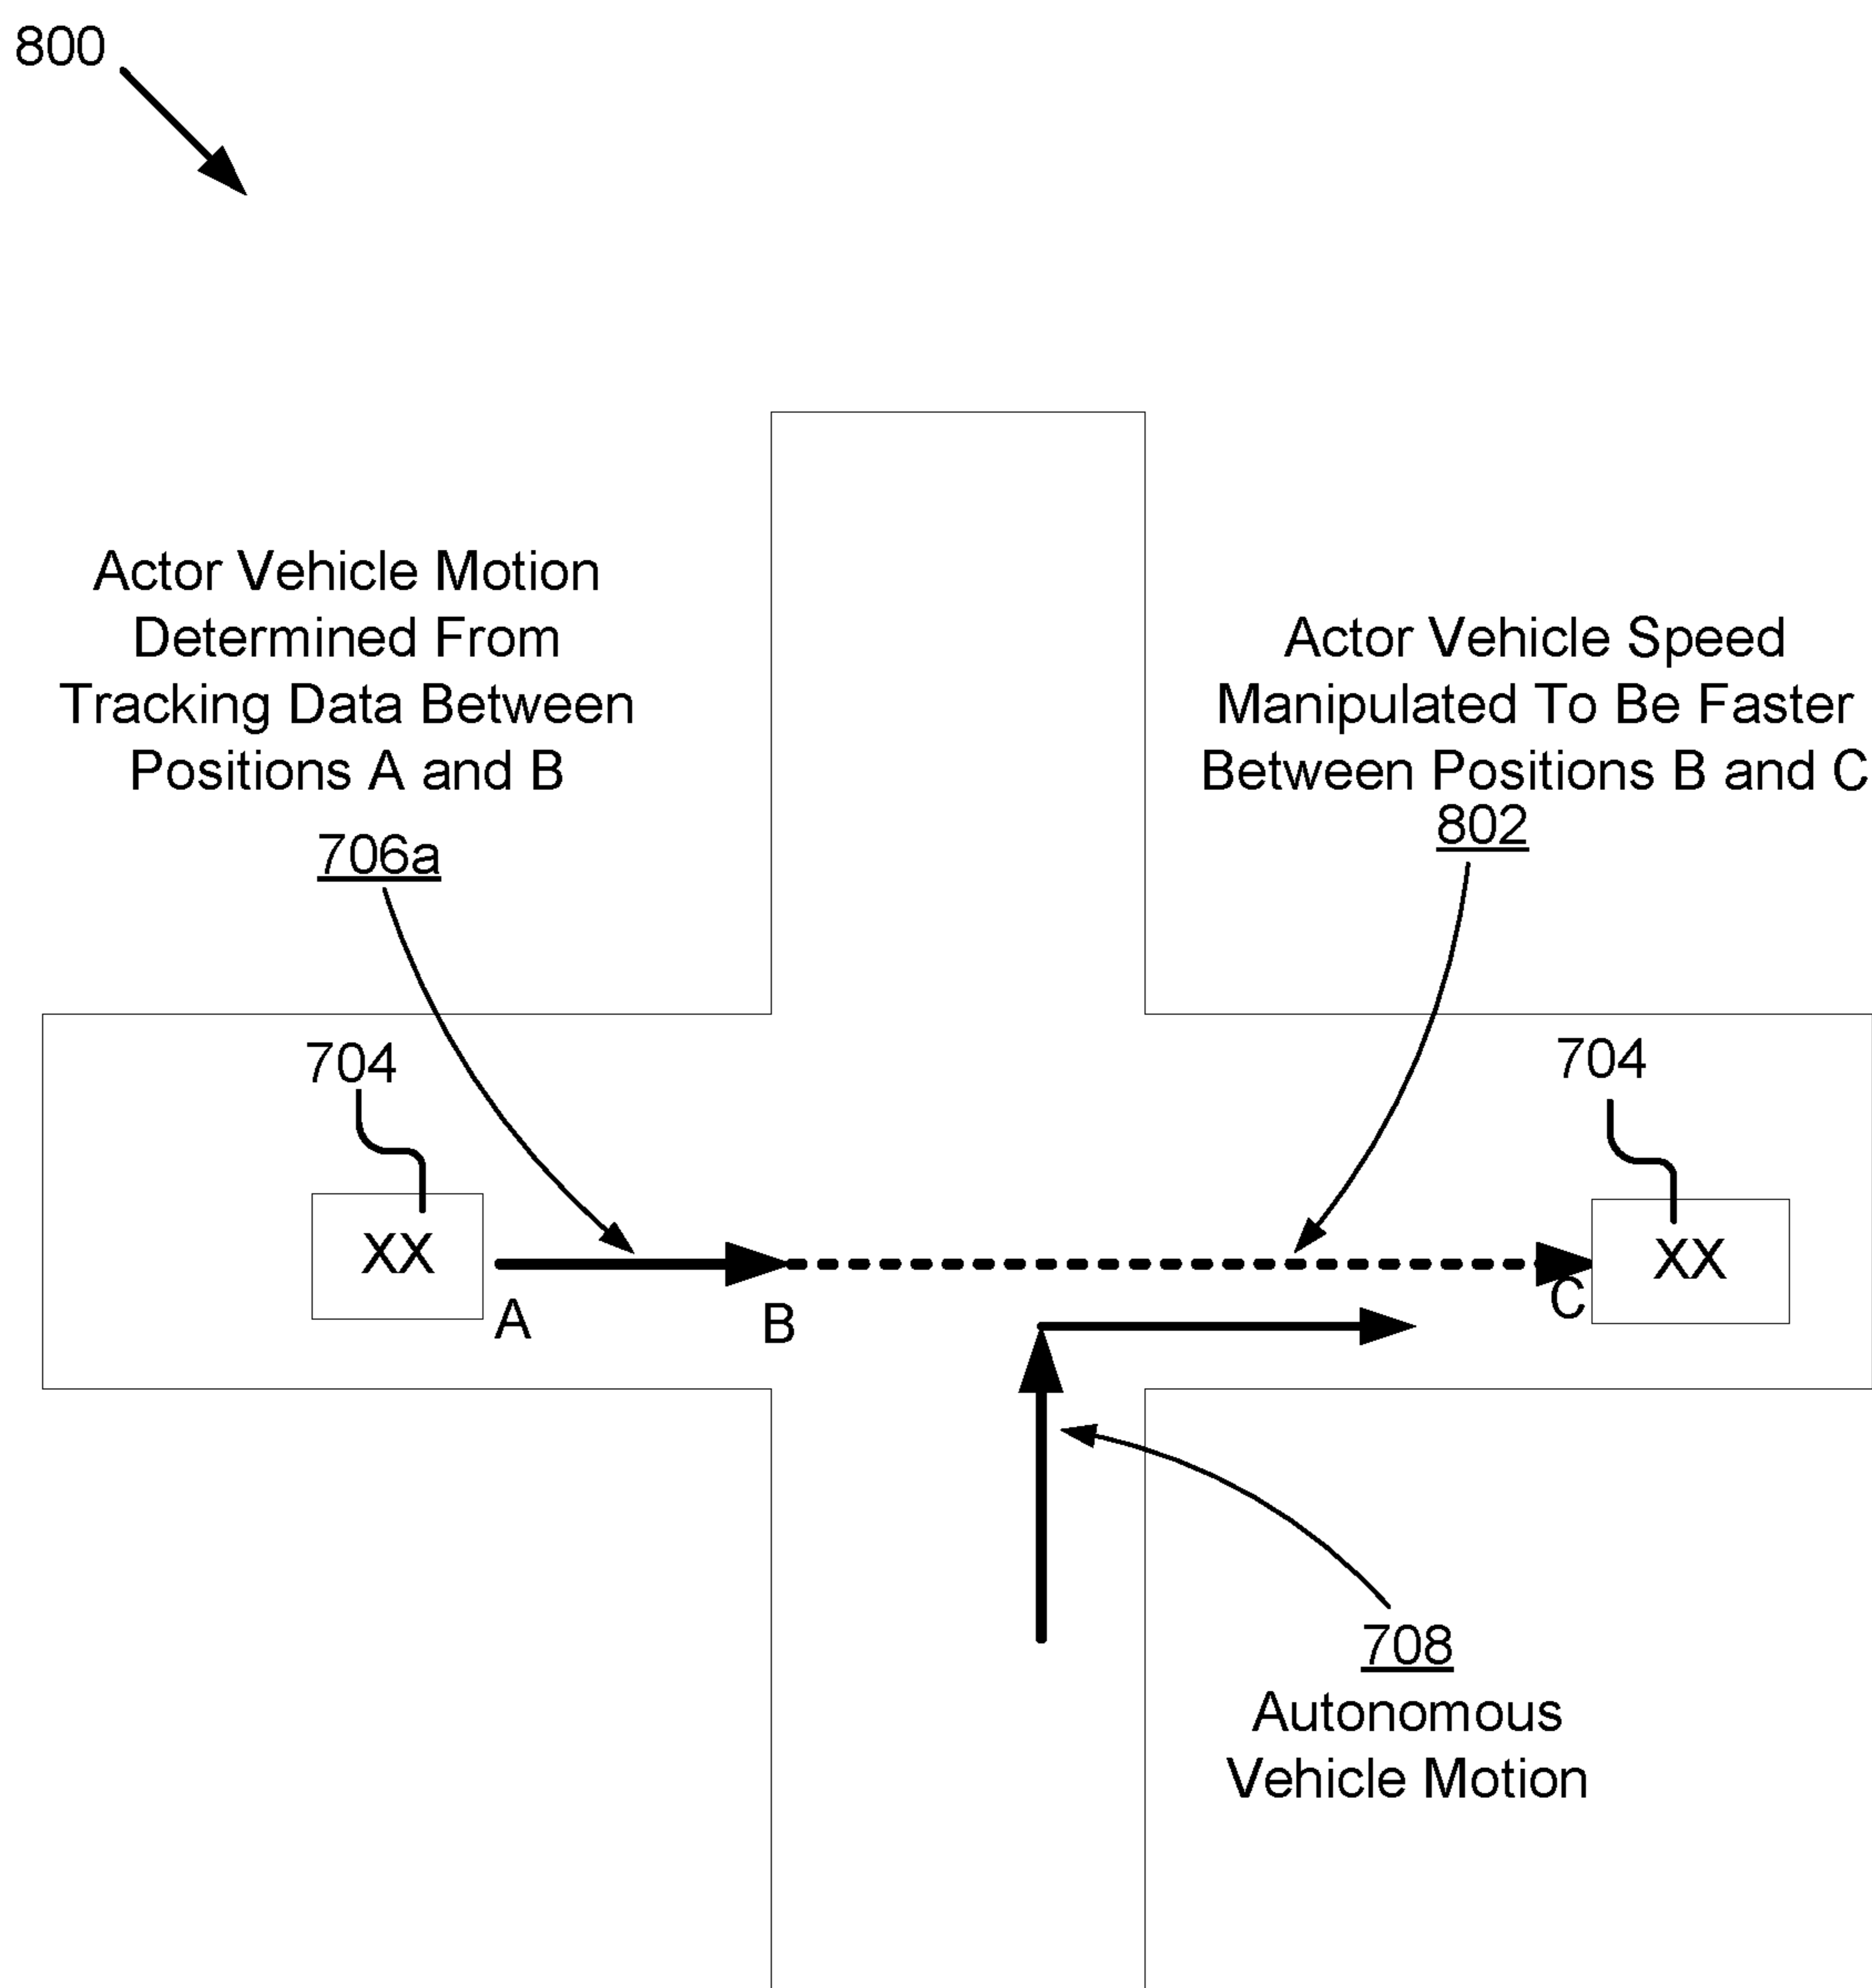 800
Actor Vehicle Motion
Determined From
Tracking Data Between
Positions A and B
706a
Actor Vehicle Speed
Manipulated To Be Faster
Between Positions B and C
802
704
704
XX
XX
A
B
C
708
Autonomous
Vehicle Motion